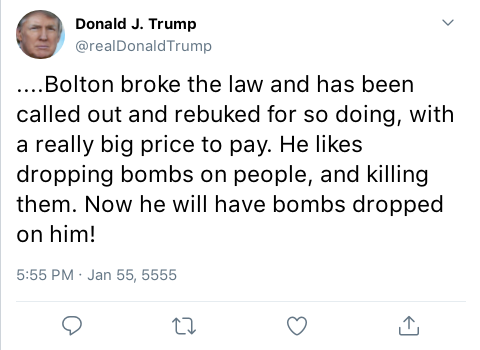 Donald J. Trump
@realDonaldTrump
....Bolton broke the law and has been
called out and rebuked for so doing, with
a really big price to pay. He likes
dropping bombs on people, and killing
them. Now he will have bombs dropped
on him!
5:55 PM · Jan 55, 5555